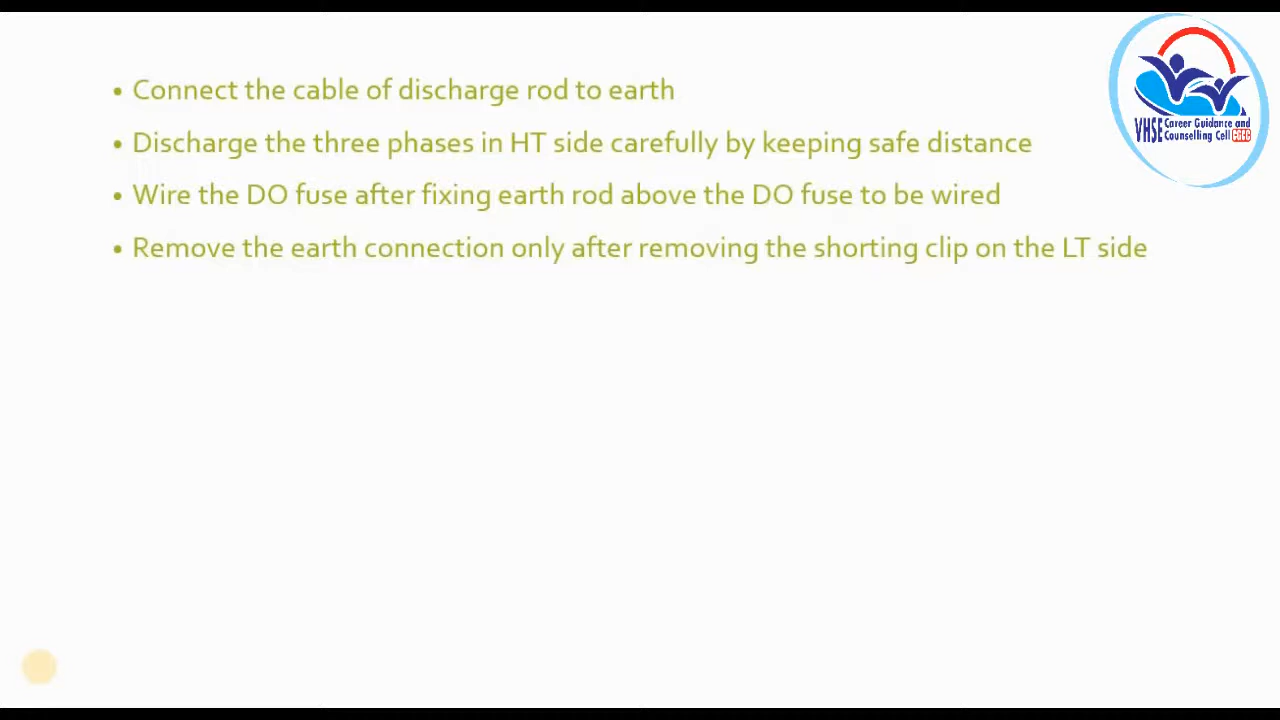 • Connect the cable of discharge rod to earth
• Discharge the three phases in HT side carefully by keeping safe distance
• Wire the DO fuse after fixing earth rod above the DO fuse to be wired
• Remove the earth connection only after removing the shorting clip on the LT side
VHSE Career Guidance and
Counselling Cell CGCC